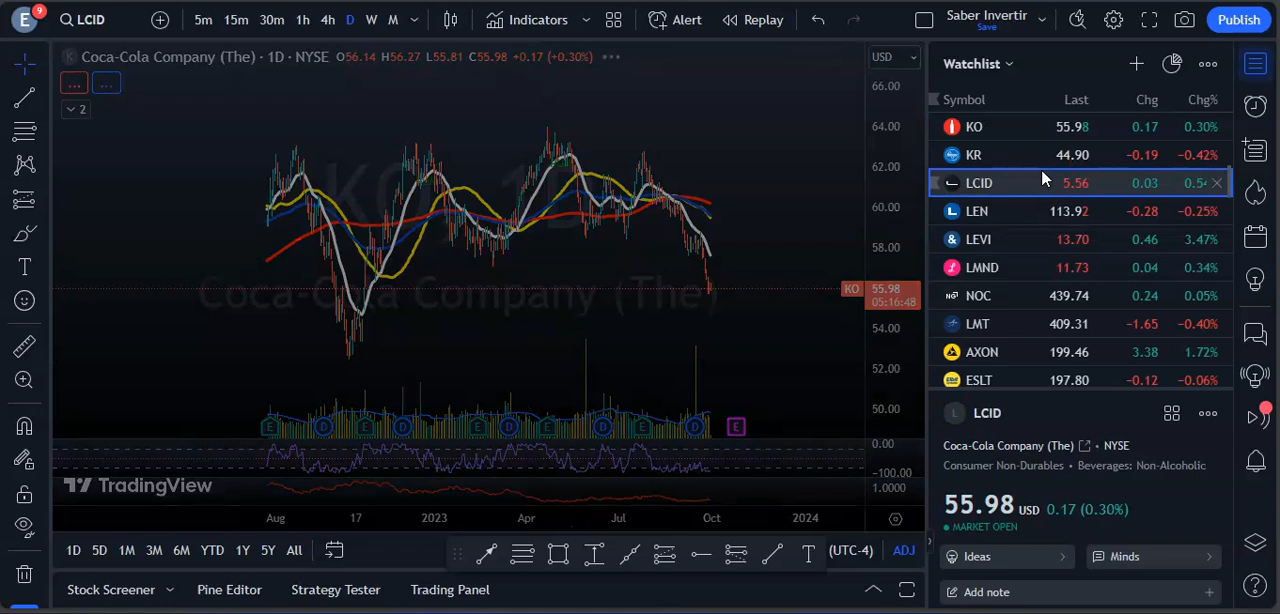 E 9 LCID 5m 15m 30m 1h 4h D W M Indicators Alert Replay Saber Invertir Save Publish
Coca-Cola Company (The) · 1D · NYSE O56.14 H56.27 L55.81 C55.98 +0.17 (+0.30%) ...
... ...
2
KO, 1D
Coca-Cola Company (The)
USD
66.00
64.00
62.00
60.00
58.00
KO 55.98
05:16:48
54.00
52.00
50.00
E D E D E D E D E D E
0.00
−100.00
1.0000
TradingView
Aug 17 2023 Apr Jul Oct 2024
1D 5D 1M 3M 6M YTD 1Y 5Y All T (UTC-4) ADJ
Stock Screener Pine Editor Strategy Tester Trading Panel
Watchlist
Symbol Last Chg Chg%
KO 55.98 0.17 0.30%
KR 44.90 −0.19 −0.42%
LCID 5.56 0.03
LEN 113.92 −0.28 −0.25%
LEVI 13.70 0.46 3.47%
LMND 11.73 0.04 0.34%
NOC 439.74 0.24 0.05%
LMT 409.31 −1.65 −0.40%
AXON 199.46 3.38 1.72%
ESLT 197.80 −0.12 −0.06%
L LCID
Coca-Cola Company (The) • NYSE
Consumer Non-Durables • Beverages: Non-Alcoholic
55.98 USD 0.17 (0.30%)
MARKET OPEN
Ideas Minds
Add note